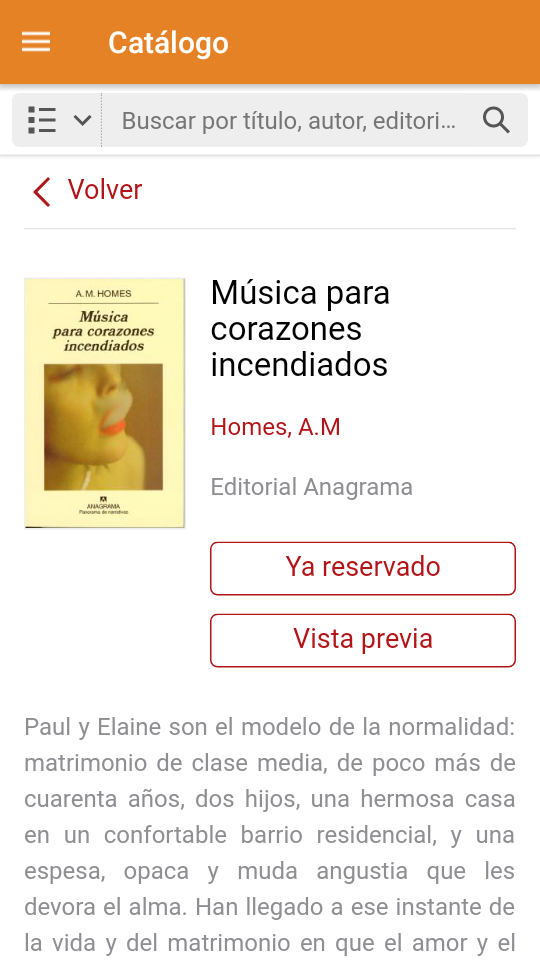 Catálogo
Buscar por título, autor, editori...
Volver
A.M. HOMES
Música
para corazones
incendiados
ANAGRAMA
Panorama de narrativas
Música para
corazones
incendiados
Homes, A.M
Editorial Anagrama
Ya reservado
Vista previa
Paul y Elaine son el modelo de la normalidad:
matrimonio de clase media, de poco más de
cuarenta años, dos hijos, una hermosa casa
en un confortable barrio residencial, y una
espesa, opaca y muda angustia que les
devora el alma. Han llegado a ese instante de
la vida y del matrimonio en que el amor y el